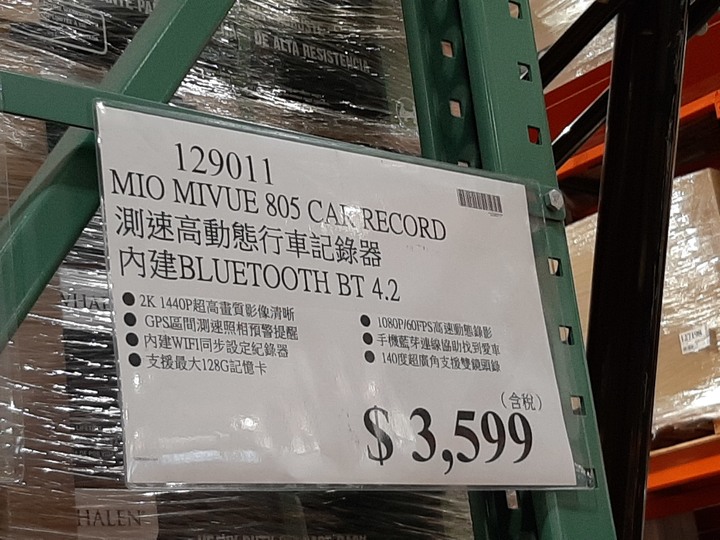 DE ALTA RESISTENCIA
129011
MIO MIVUE 805 CAR RECORD
測速高動態行車記錄器
內建BLUETOOTH BT 4.2
● 2K 1440P超高畫質影像清晰
● GPS區間測速照相預警提醒
● 內建WIFI同步設定紀錄器
● 支援最大128G記憶卡
● 1080P/60FPS高速動態錄影
● 手機藍芽連線協助找到愛車
● 140度超廣角支援雙鏡頭錄
(含稅)
$ 3,599
WHALEN
HALEN